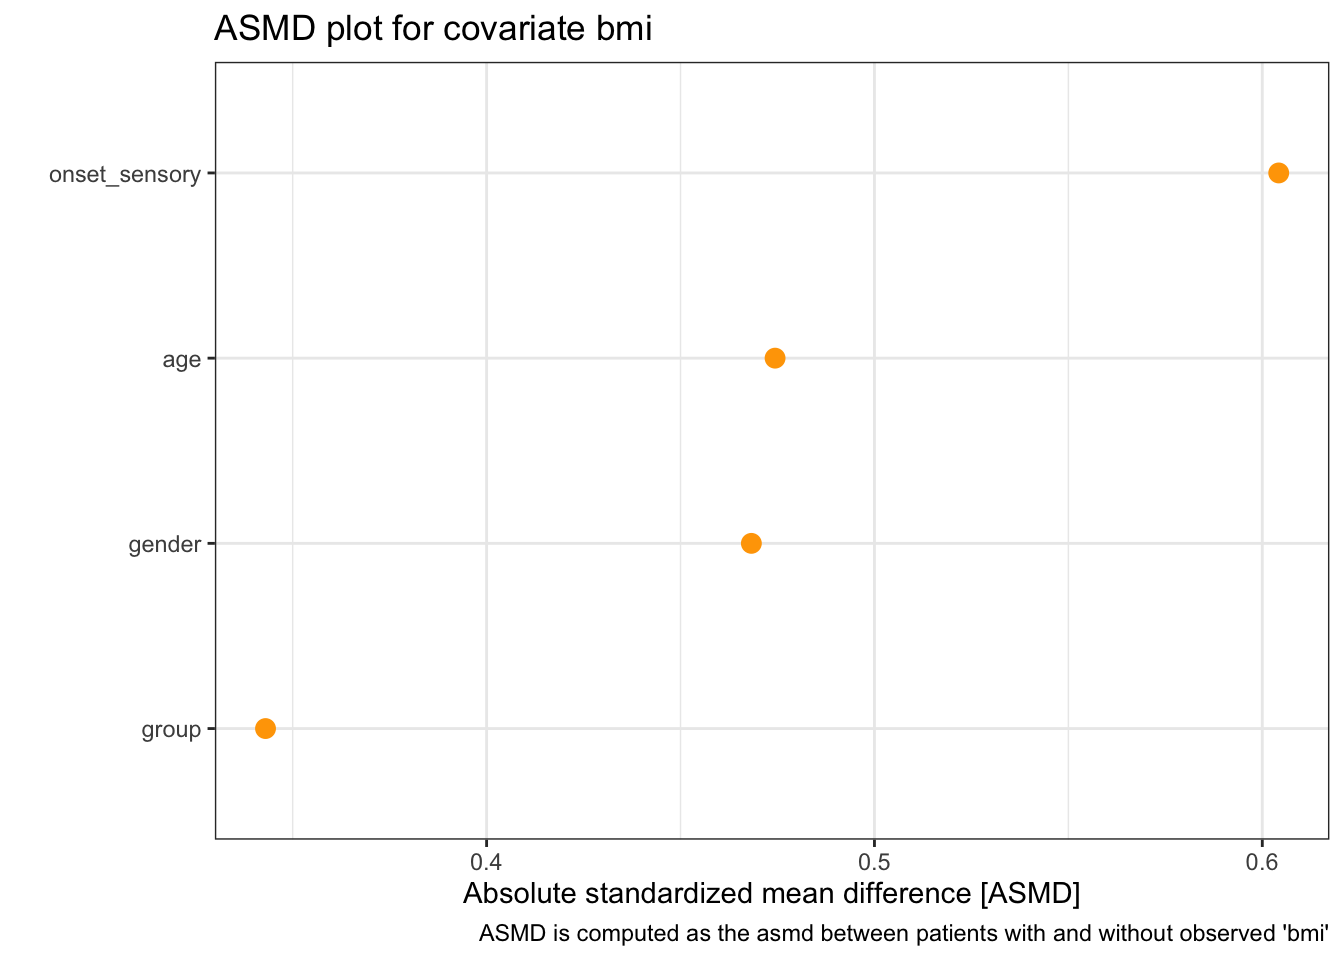 ASMD plot for covariate bmi
onset_sensory
age
gender
group
0.4 0.5 0.6
Absolute standardized mean difference [ASMD]
ASMD is computed as the asmd between patients with and without observed 'bmi'